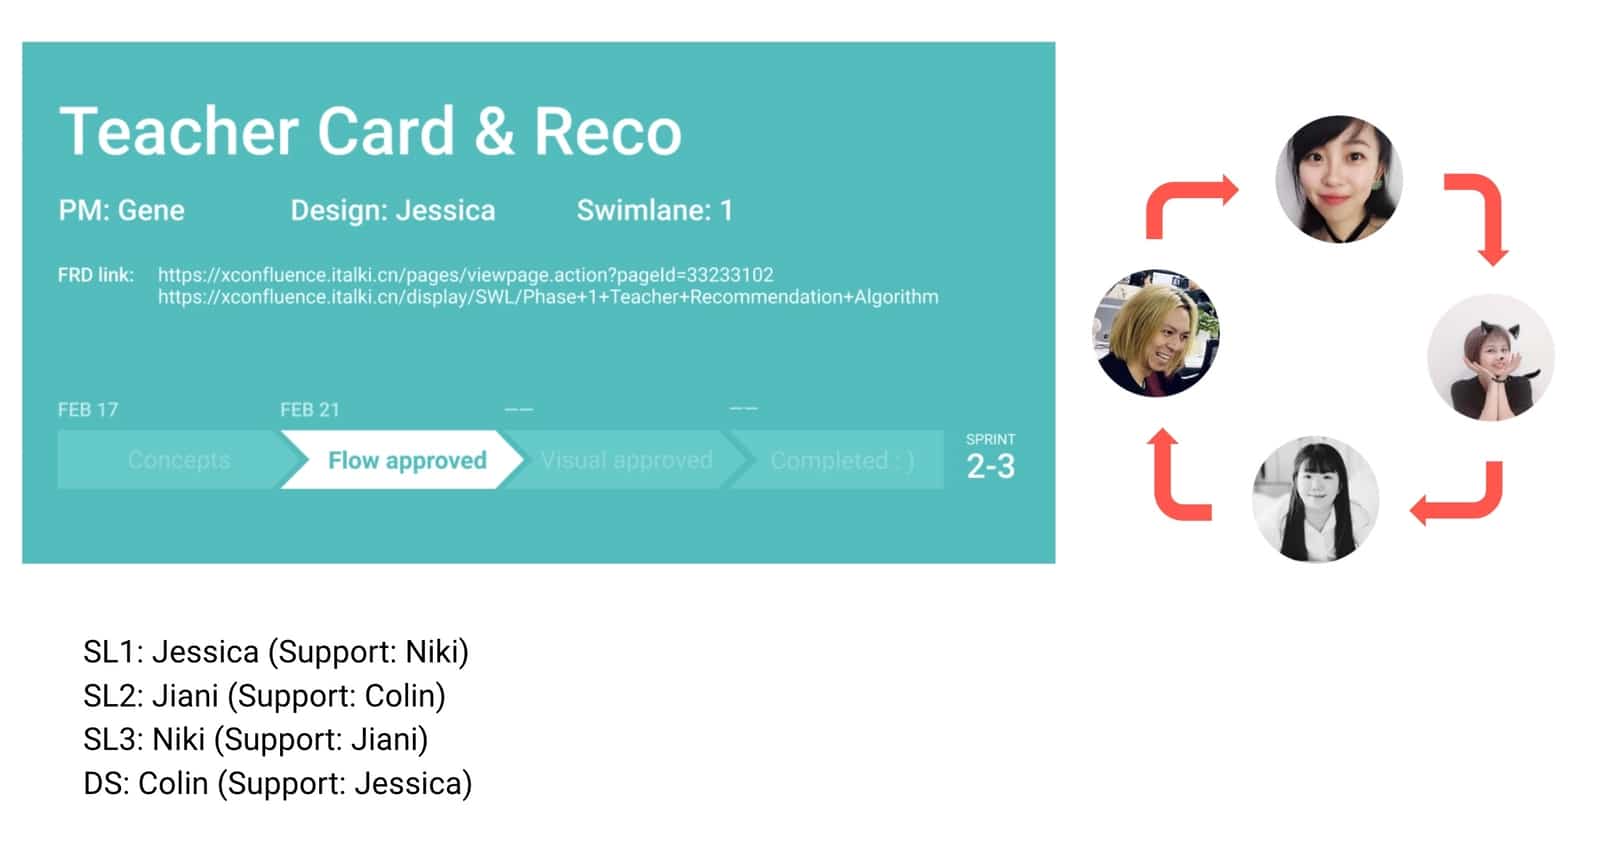 Teacher Card & Reco
PM: Gene Design: Jessica Swimlane: 1
FRD link: https://xconfluence.italki.cn/pages/viewpage.action?pageId=33233102
https://xconfluence.italki.cn/display/SWL/Phase+1+Teacher+Recommendation+Algorithm
FEB 17 FEB 21 —— ——
Concepts Flow approved Visual approved Completed : )
SPRINT
2-3
SL1: Jessica (Support: Niki)
SL2: Jiani (Support: Colin)
SL3: Niki (Support: Jiani)
DS: Colin (Support: Jessica)